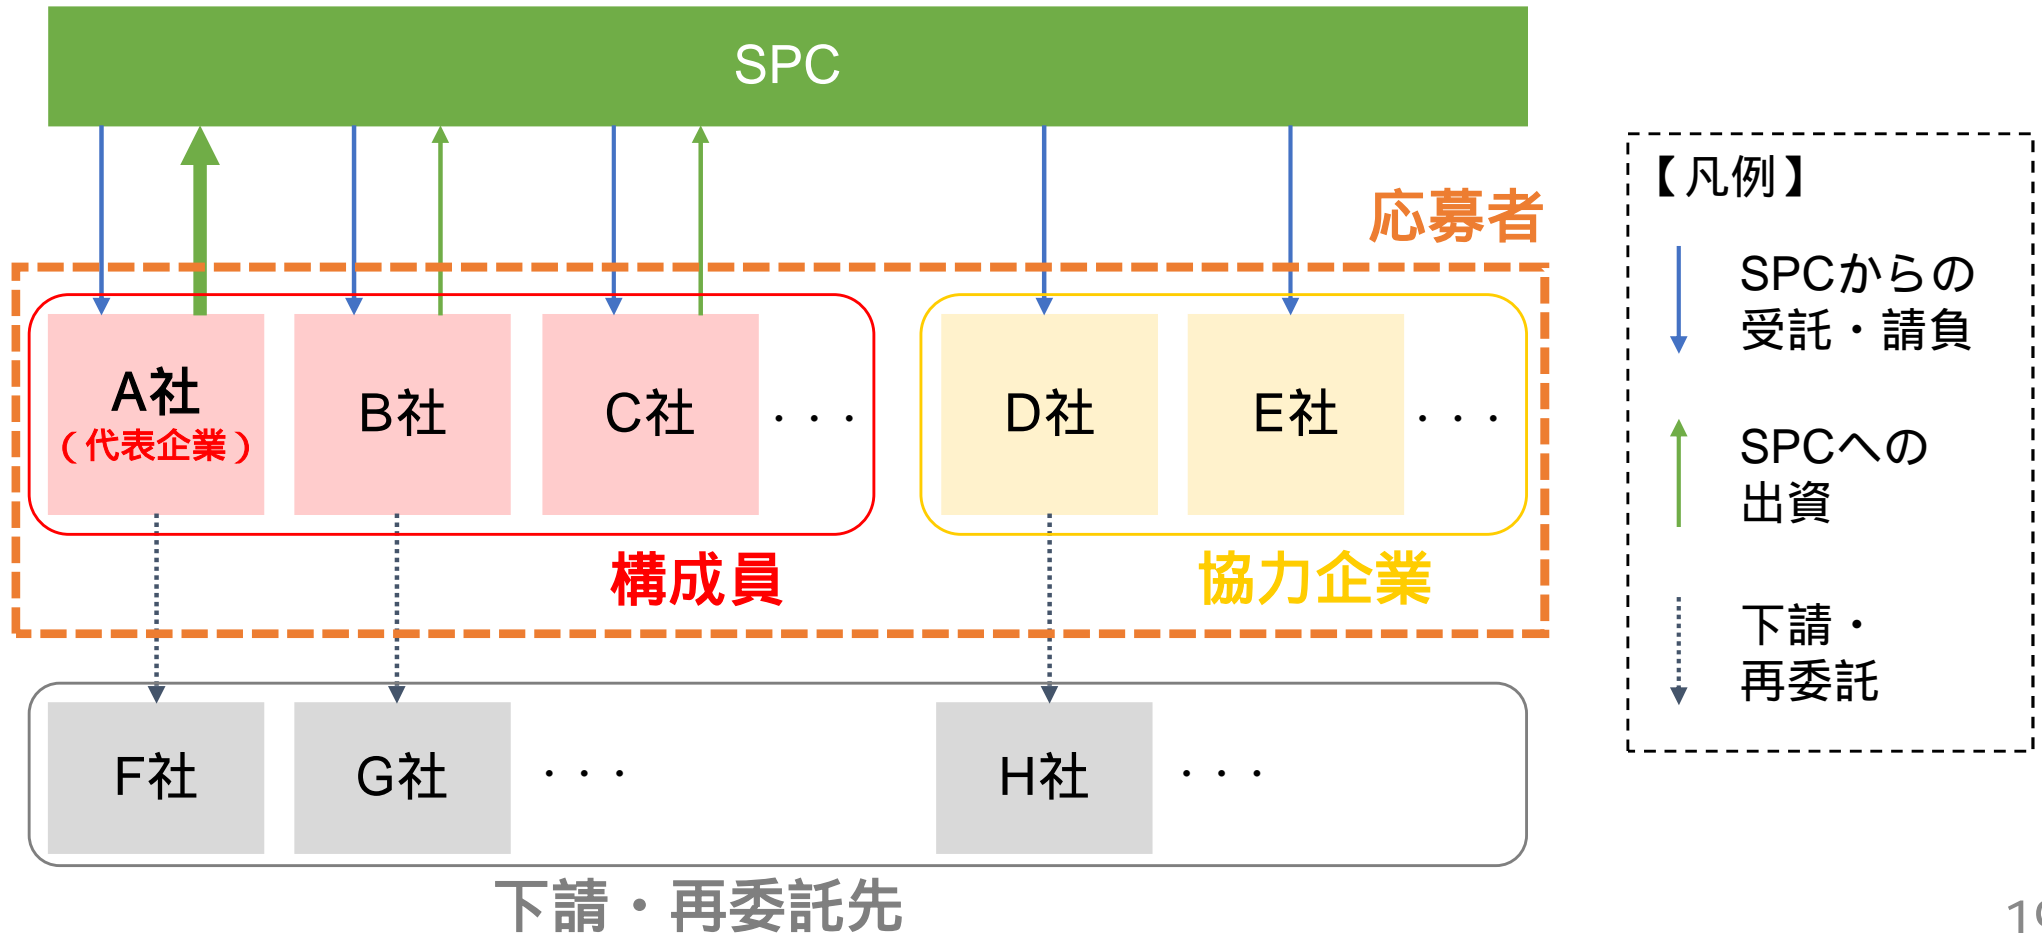 SPC
応募者
A社
（代表企業）
B社
C社
・・・
D社
E社
・・・
構成員
協力企業
F社
G社
・・・
H社
・・・
下請・再委託先
【凡例】
SPCからの
受託・請負
SPCへの
出資
下請・
再委託